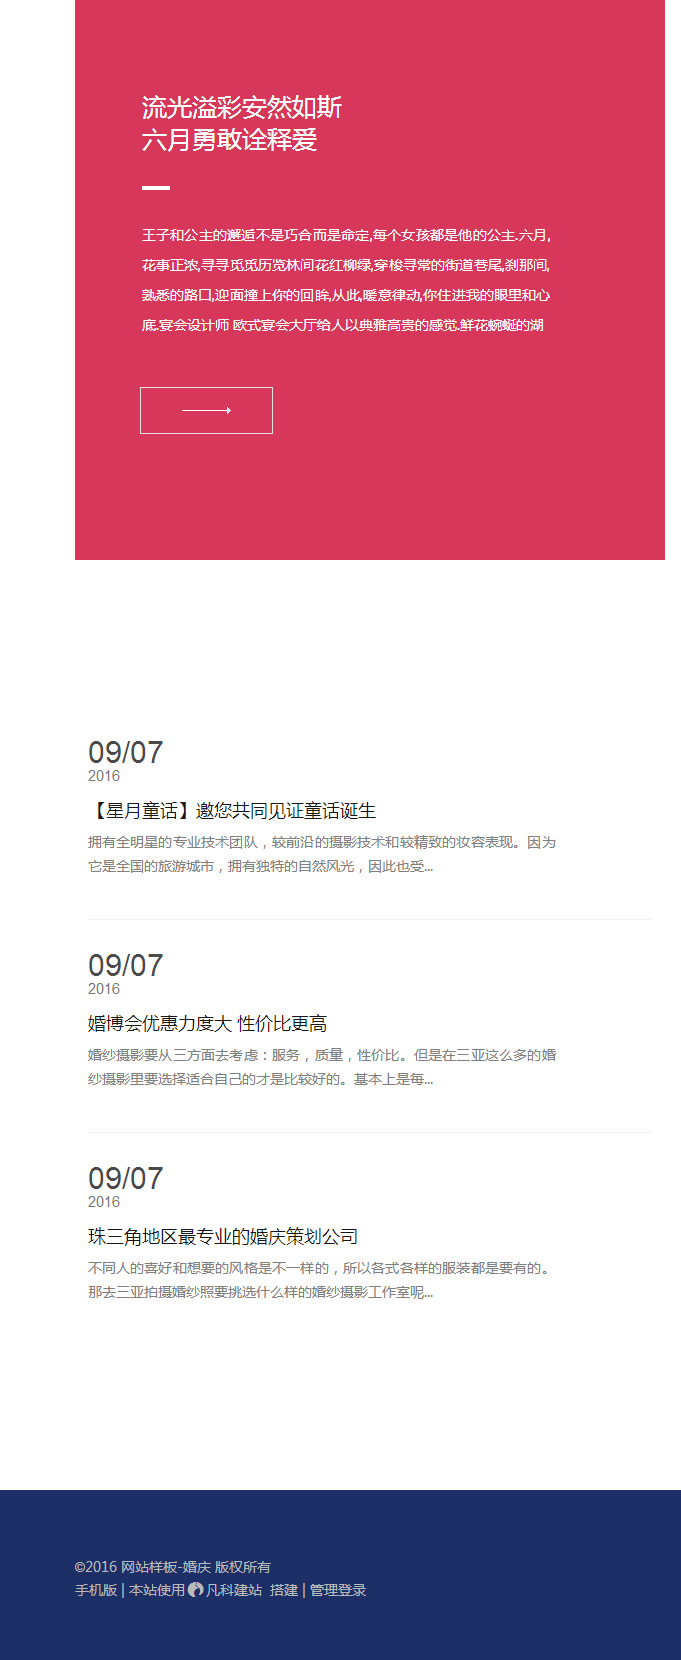 流光溢彩安然如斯
六月勇敢诠释爱
王子和公主的邂逅不是巧合而是命定,每个女孩都是他的公主.六月,
花事正浓,寻寻觅觅历览林间花红柳绿,穿梭寻常的街道巷尾,刹那间,
熟悉的路口,迎面撞上你的回眸,从此,暖意律动,你住进我的眼里和心
底.宴会设计师 欧式宴会大厅给人以典雅高贵的感觉.鲜花蜿蜒的湖
09/07
2016
【星月童话】邀您共同见证童话诞生
拥有全明星的专业技术团队，较前沿的摄影技术和较精致的妆容表现。因为
它是全国的旅游城市，拥有独特的自然风光，因此也受...
09/07
2016
婚博会优惠力度大 性价比更高
婚纱摄影要从三方面去考虑：服务，质量，性价比。但是在三亚这么多的婚
纱摄影里要选择适合自己的才是比较好的。基本上是每...
09/07
2016
珠三角地区最专业的婚庆策划公司
不同人的喜好和想要的风格是不一样的，所以各式各样的服装都是要有的。
那去三亚拍摄婚纱照要挑选什么样的婚纱摄影工作室呢...
©2016 网站样板-婚庆 版权所有
手机版 | 本站使用 凡科建站 搭建 | 管理登录